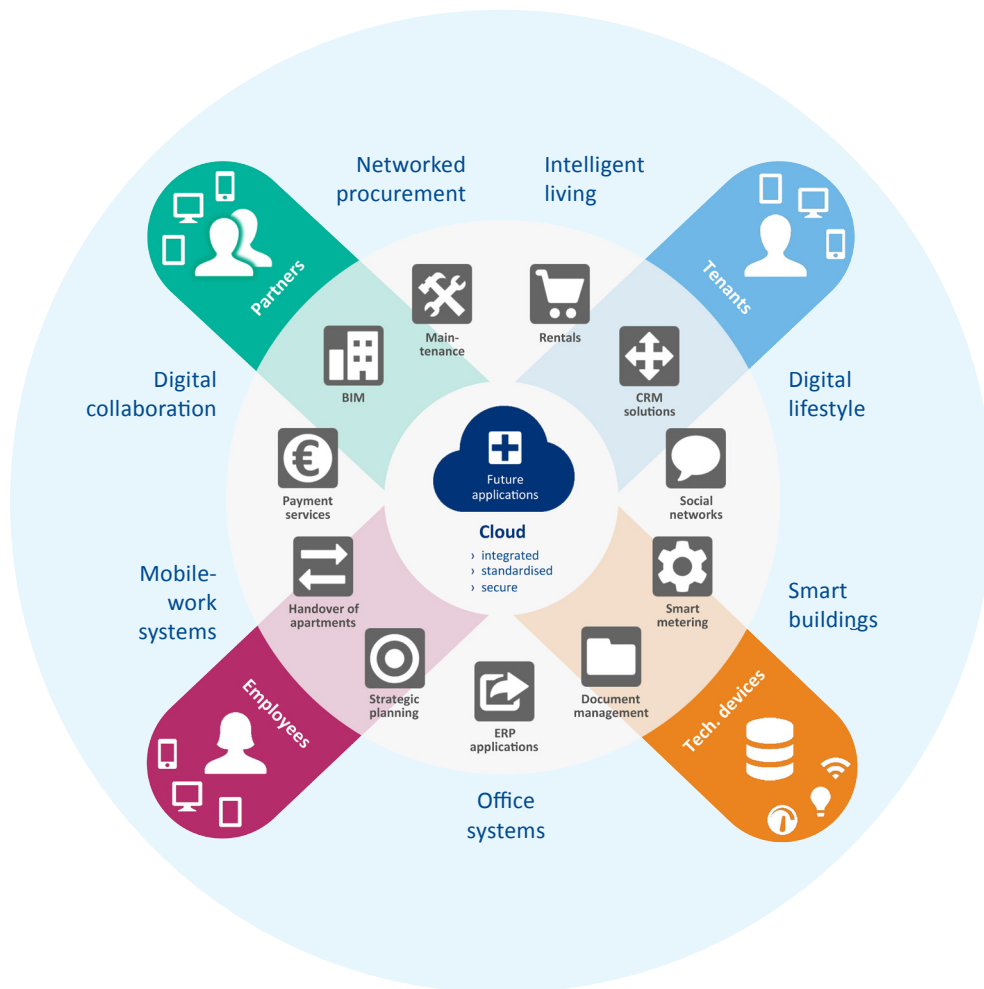 Networked
procurement
Intelligent
living
Partners
Tenants
Main-
tenance
Rentals
BIM
CRM
solutions
Digital
collaboration
Digital
lifestyle
€
Payment
services
Future
applications
Social
networks
Cloud
› integrated
› standardised
› secure
Mobile-
work
systems
Handover of
apartments
Smart
metering
Smart
buildings
Employees
Strategic
planning
ERP
applications
Document
management
Tech. devices
Office
systems